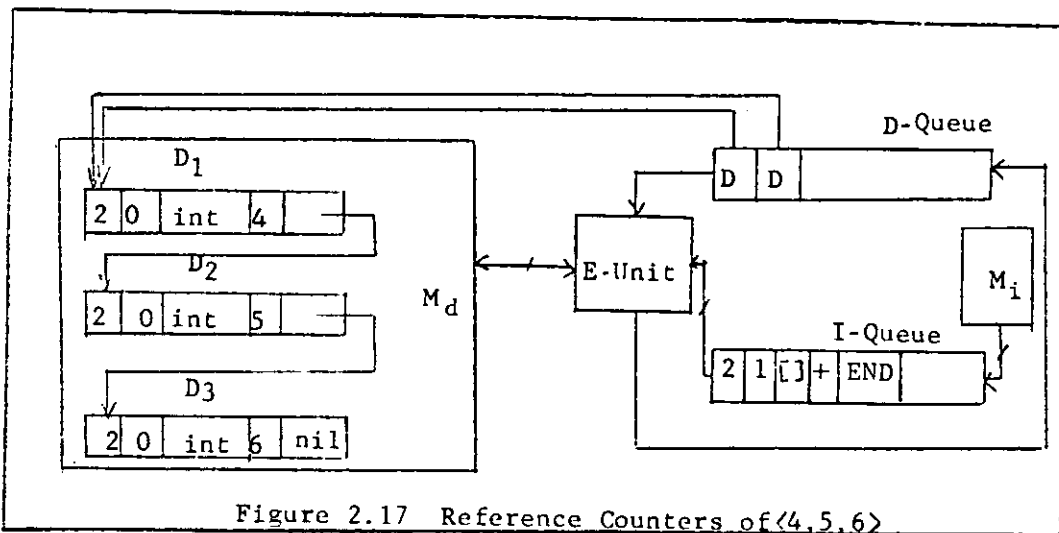 D-Queue
D1
D D
2 0 int 4
E-Unit
D2
Md
Mi
2 0 int 5
I-Queue
2 1 [] + END
D3
2 0 int 6 nil
Figure 2.17 Reference Counters of<4,5,6>